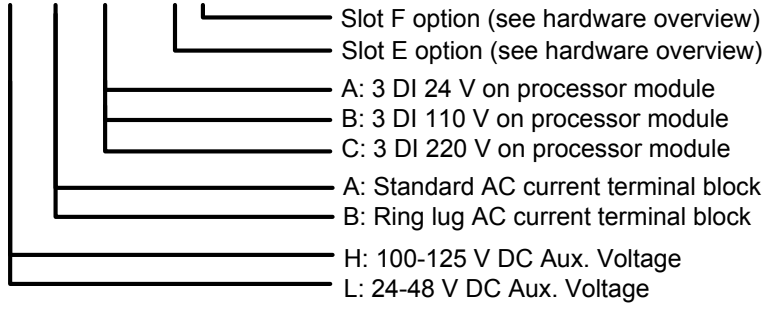 Slot F option (see hardware overview)
Slot E option (see hardware overview)
A: 3 DI 24 V on processor module
B: 3 DI 110 V on processor module
C: 3 DI 220 V on processor module
A: Standard AC current terminal block
B: Ring lug AC current terminal block
H: 100-125 V DC Aux. Voltage
L: 24-48 V DC Aux. Voltage